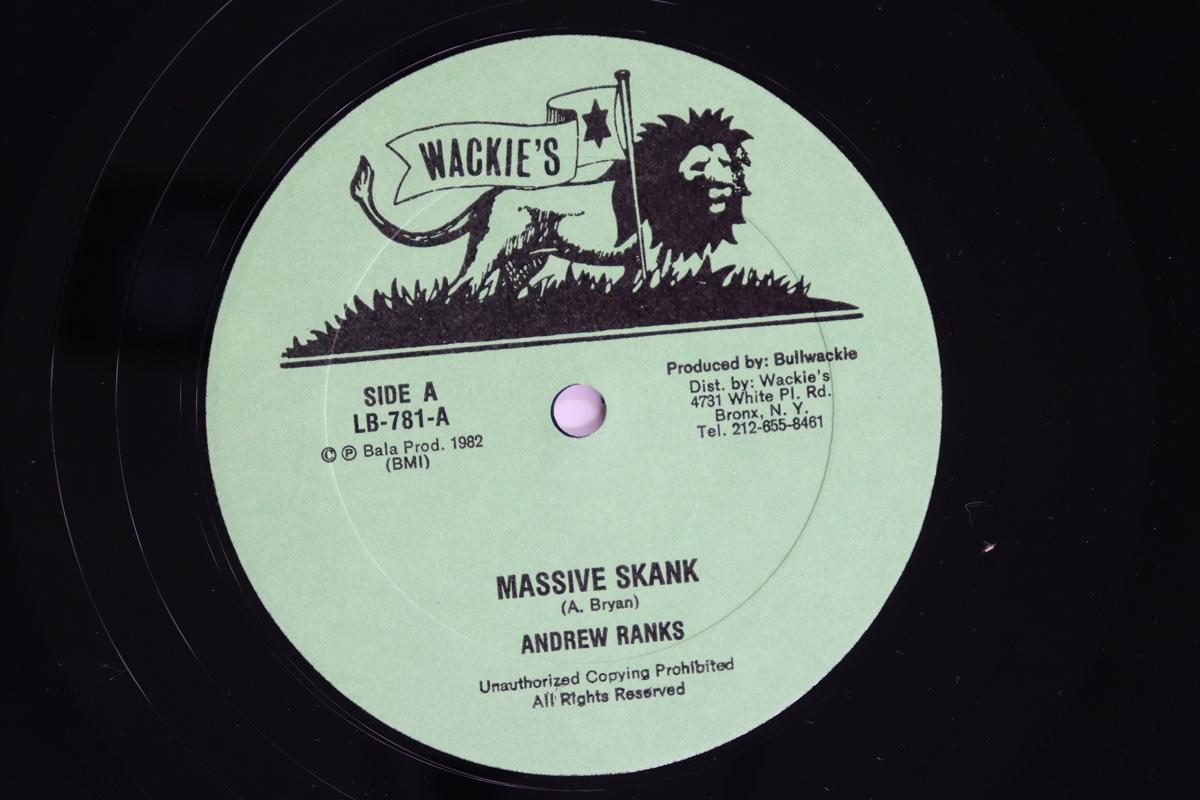 WACKIE'S
SIDE A
LB-781-A
© ℗ Bala Prod. 1982
(BMI)
Produced by: Bullwackie
Dist. by: Wackie's
4731 White Pl. Rd.
Bronx, N. Y.
Tel. 212-655-8461
MASSIVE SKANK
(A. Bryan)
ANDREW RANKS
Unauthorized Copying Prohibited
All Rights Reserved